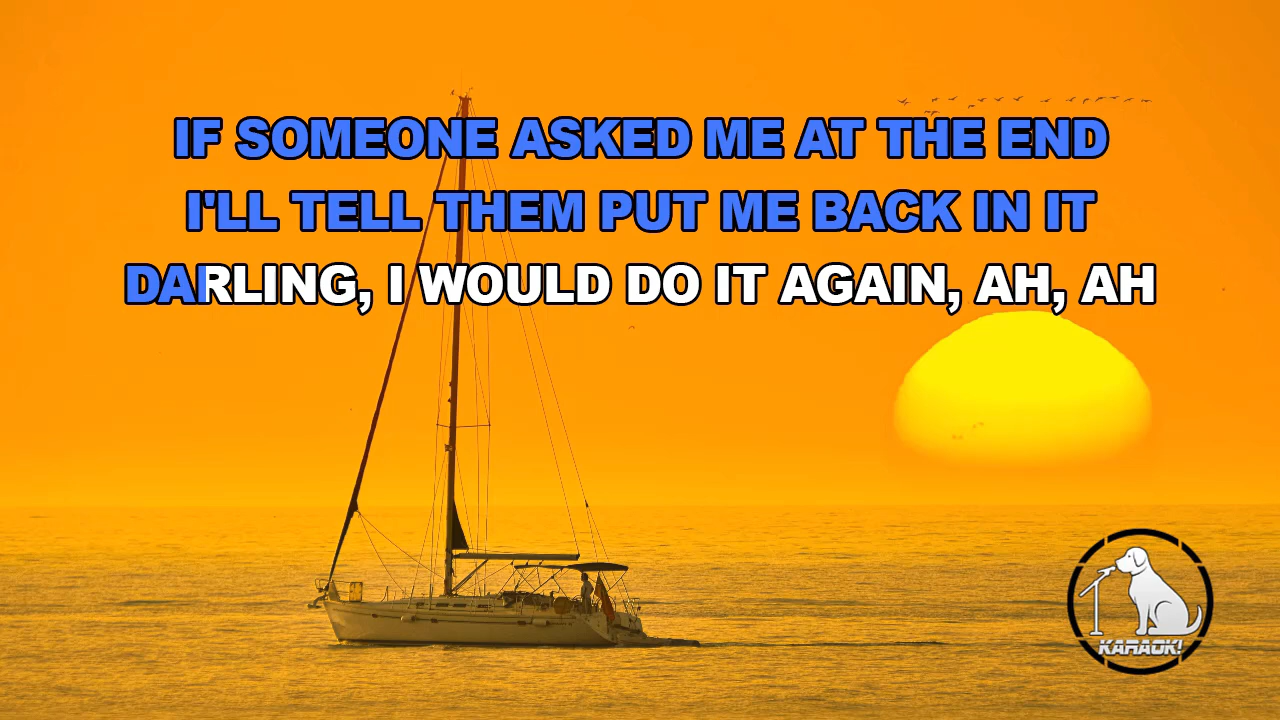 IF SOMEONE ASKED ME AT THE END
I'LL TELL THEM PUT ME BACK IN IT
DARLING, I WOULD DO IT AGAIN, AH, AH
KARAOK!